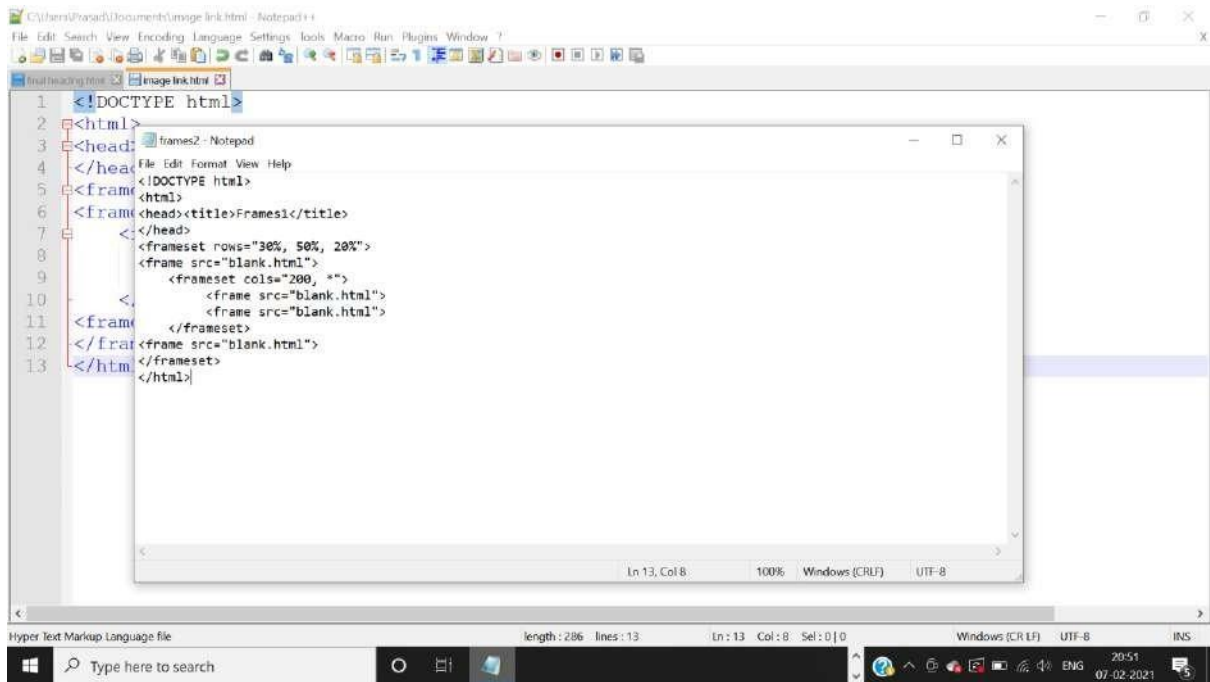 C:\Users\Prasad\Documents\image link.html - Notepad++
File Edit Search View Encoding Language Settings Tools Macro Run Plugins Window ?
X
final heading.html image link.html
1 <!DOCTYPE html>
2 <html>
3 <head>
4 </head
5 <frame
6 <frame
7 <
8
9
10 </
11 <frame
12 </fram
13 </htm
frames2 - Notepad
File Edit Format View Help
<!DOCTYPE html>
<html>
<head><title>Frames1</title>
</head>
<frameset rows="30%, 50%, 20%">
<frame src="blank.html">
<frameset cols="200, *">
<frame src="blank.html">
<frame src="blank.html">
</frameset>
<frame src="blank.html">
</frameset>
</html>
Ln 13, Col 8 100% Windows (CRLF) UTF-8
Hyper Text Markup Language file length : 286 lines : 13 Ln : 13 Col : 8 Sel : 0 | 0 Windows (CR LF) UTF-8 INS
Type here to search ENG 20:51
07-02-2021 5